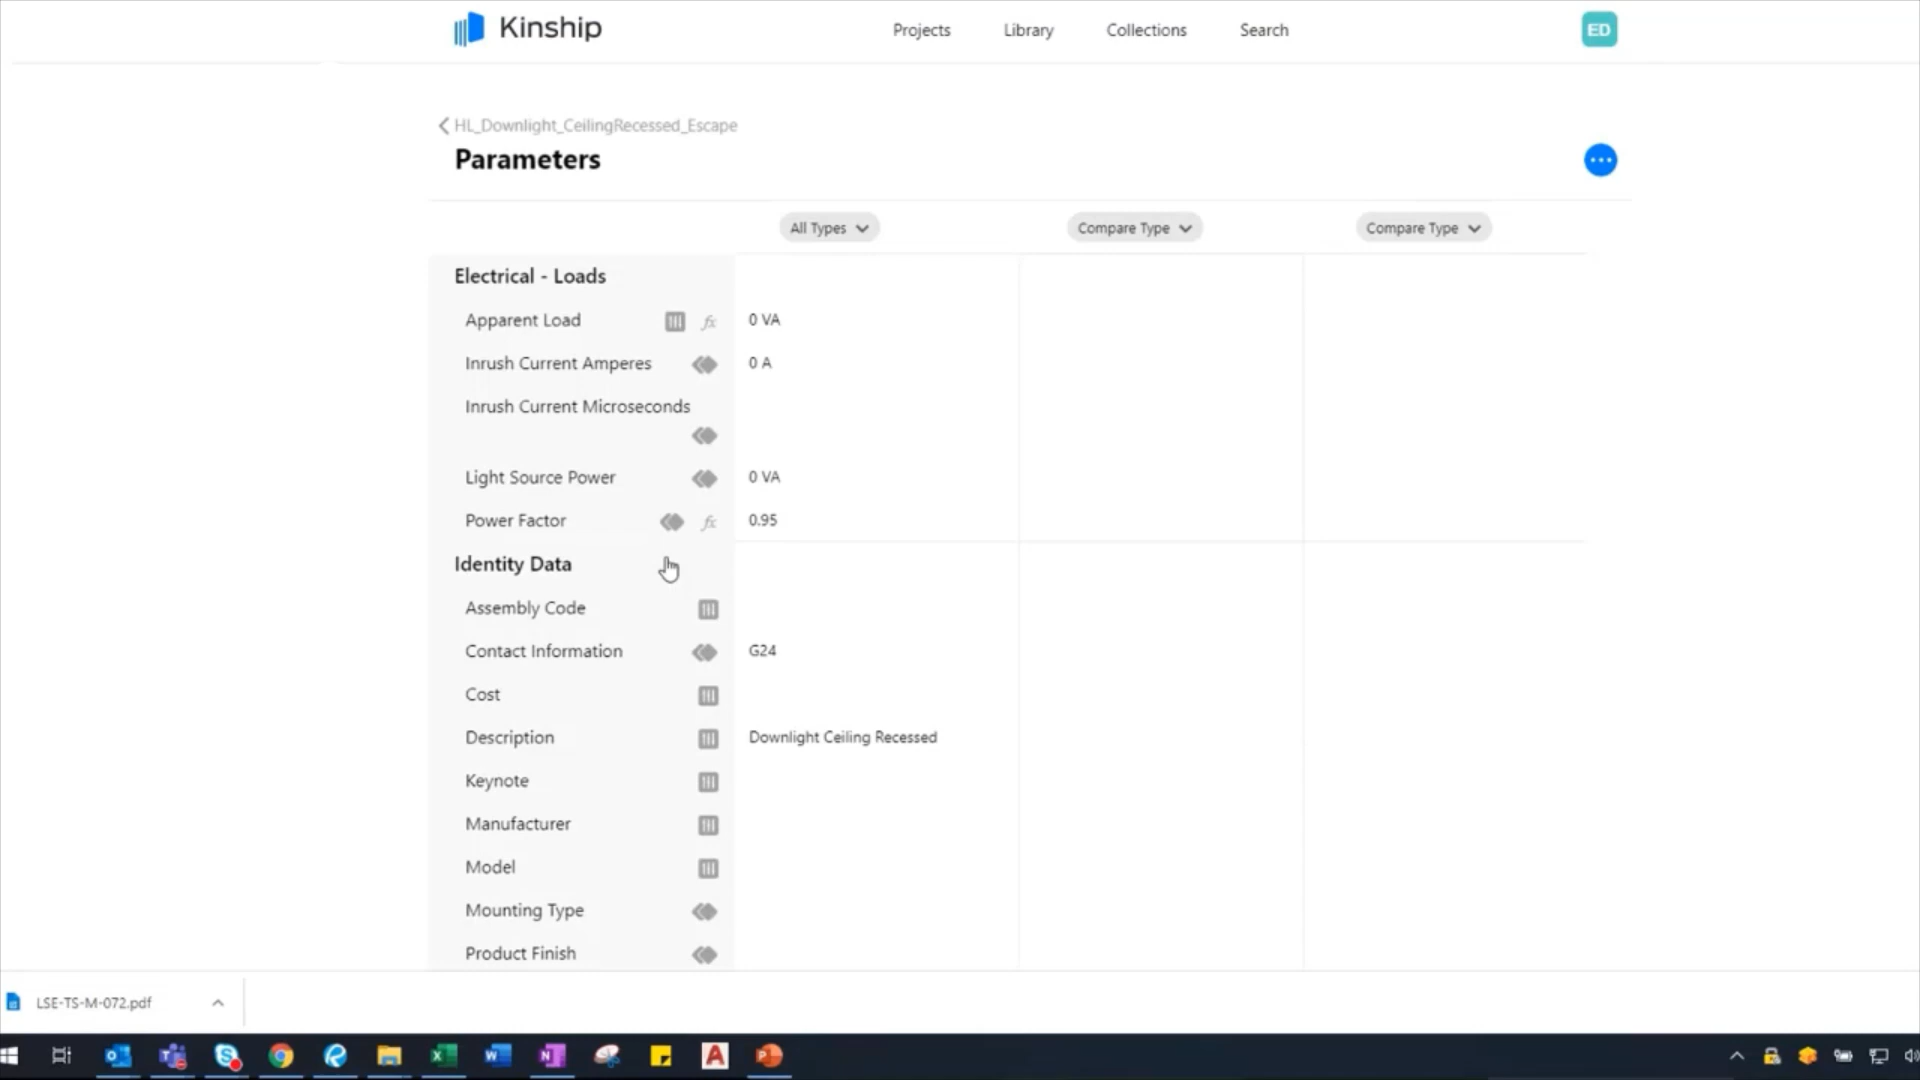 Kinship
Projects Library Collections Search
ED
HL_Downlight_CeilingRecessed_Escape
Parameters
All Types Compare Type Compare Type
Electrical - Loads
Apparent Load fx 0 VA
Inrush Current Amperes 0 A
Inrush Current Microseconds
Light Source Power 0 VA
Power Factor fx 0.95
Identity Data
Assembly Code
Contact Information G24
Cost
Description Downlight Ceiling Recessed
Keynote
Manufacturer
Model
Mounting Type
Product Finish
LSE-TS-M-072.pdf